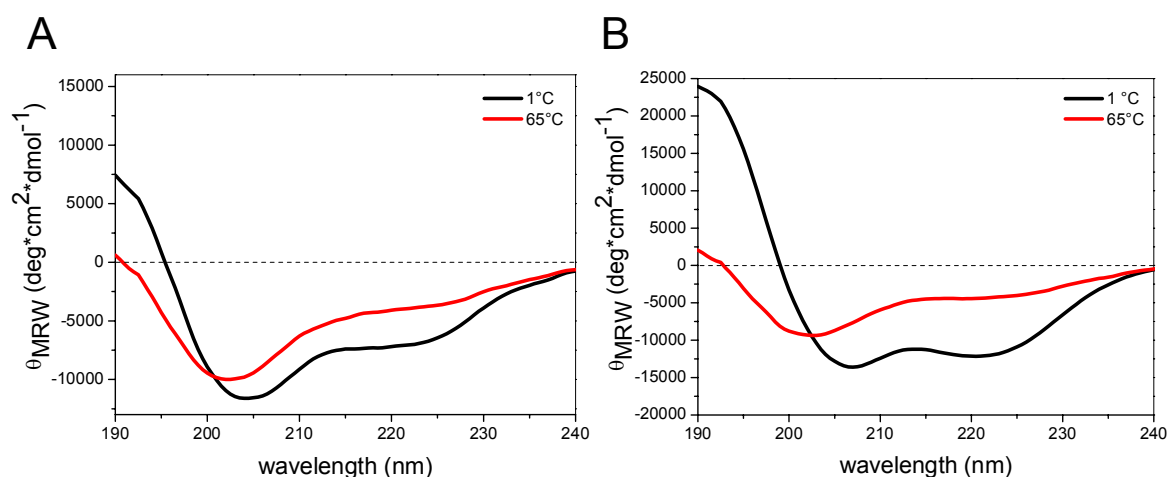 A
15000
10000
5000
0
-5000
-10000
190 200 210 220 230 240
θMRW (deg*cm²*dmol⁻¹)
wavelength (nm)
1°C
65°C
B
25000
20000
15000
10000
5000
0
-5000
-10000
-15000
-20000
190 200 210 220 230 240
θMRW (deg*cm²*dmol⁻¹)
wavelength (nm)
1 °C
65°C